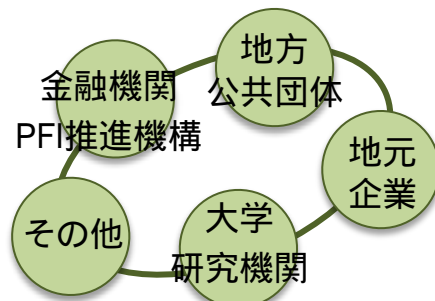 地方
公共団体
金融機関
PFI推進機構
地元
企業
大学
研究機関
その他